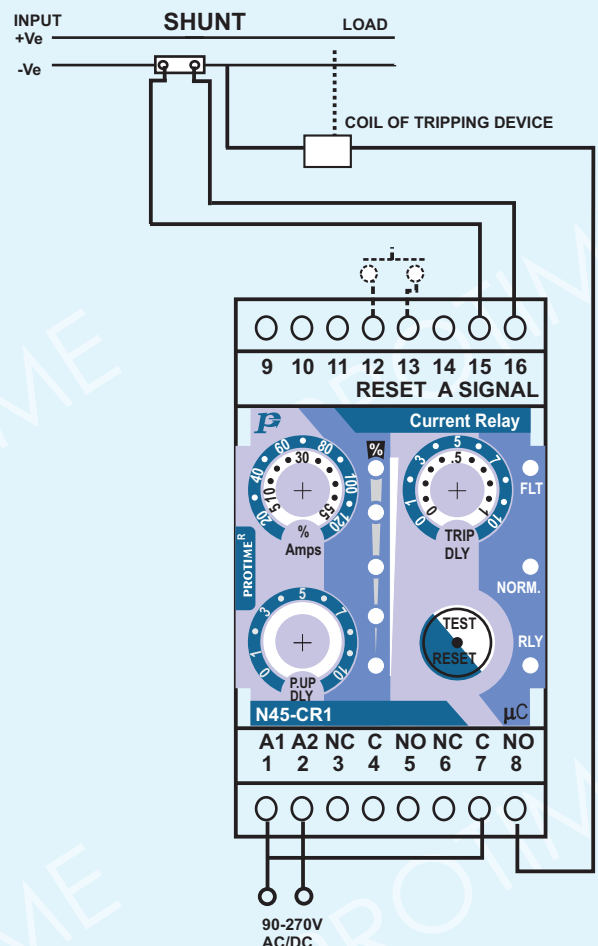 INPUT SHUNT LOAD
+Ve
-Ve
COIL OF TRIPPING DEVICE
9 10 11 12 13 14 15 16
RESET A SIGNAL
Current Relay
20 40 60 80 100 120
5 10 30 55
%
Amps
%
0 1 3 5 7 10
0 .5 1
TRIP
DLY
FLT
NORM.
RLY
PROTIME R
0 1 3 5 7 10
P.UP
DLY
TEST
RESET
N45-CR1
µC
A1 A2 NC C NO NC C NO
1 2 3 4 5 6 7 8
90-270V
AC/DC
PROTIME